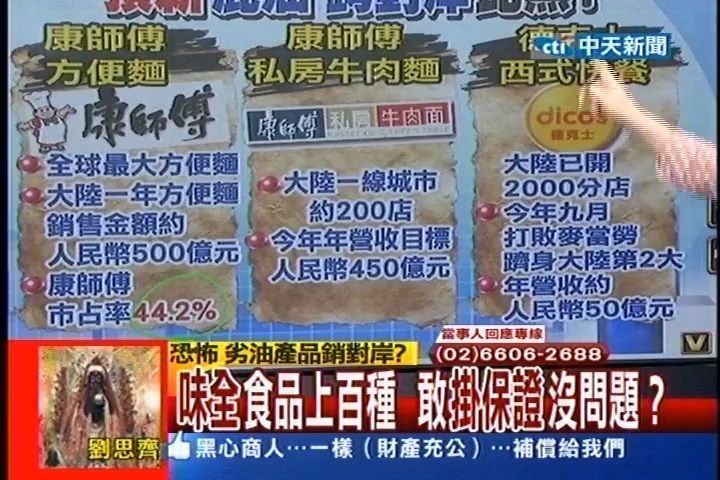 康師傅
方便麵
康師傅
全球最大方便麵
大陸一年方便麵
銷售金額約
人民幣500億元
康師傅
市占率44.2%
康師傅
私房牛肉麵
康師傅 私房 牛肉面
大陸一線城市
約200店
今年年營收目標
人民幣450億元
西式快餐
dicos
德克士
大陸已開
2000分店
今年九月
打敗麥當勞
躋身大陸第2大
年營收約
人民幣50億元
cti 中天新聞
恐怖 劣油產品銷對岸?
當事人回應專線
(02)6606-2688
味全食品上百種 敢掛保證沒問題?
劉思齊
黑心商人…一樣(財產充公)…補償給我們